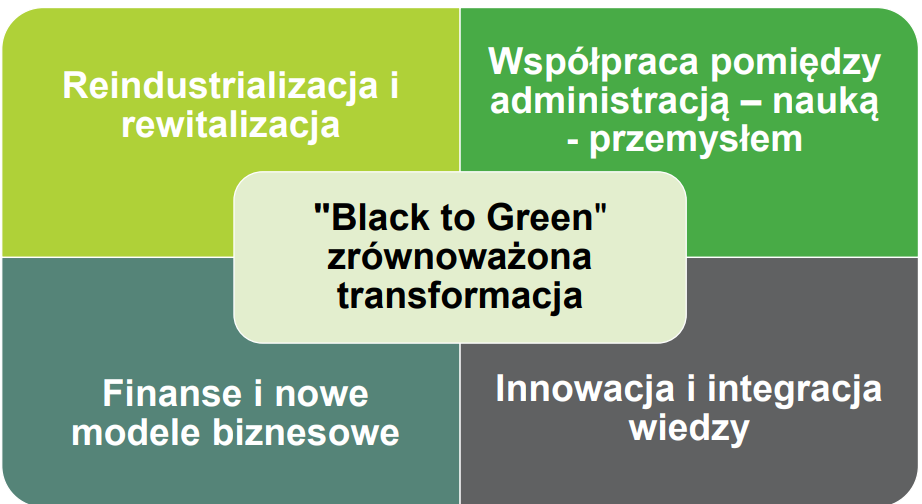 Reindustrializacja i
rewitalizacja
Współpraca pomiędzy
administracją – nauką
- przemysłem
"Black to Green"
zrównoważona
transformacja
Finanse i nowe
modele biznesowe
Innowacja i integracja
wiedzy